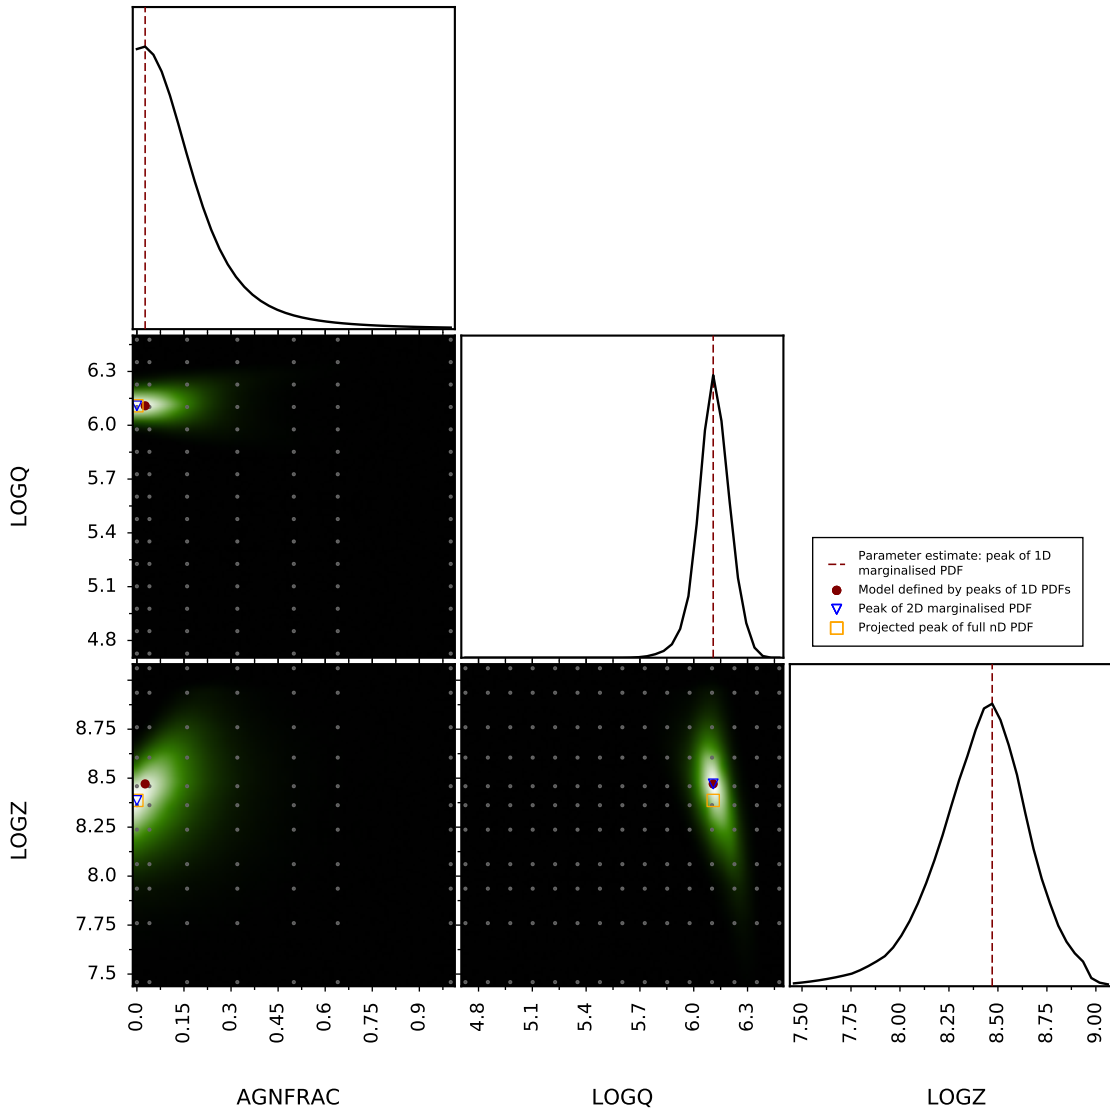 6.3
6.0
5.7
5.4
5.1
4.8
LOGQ
Parameter estimate: peak of 1D
marginalised PDF
Model defined by peaks of 1D PDFs
Peak of 2D marginalised PDF
Projected peak of full nD PDF
8.75
8.5
8.25
8.0
7.75
7.5
LOGZ
0.0 0.15 0.3 0.45 0.6 0.75 0.9
4.8 5.1 5.4 5.7 6.0 6.3
7.50 7.75 8.00 8.25 8.50 8.75 9.00
AGNFRAC LOGQ LOGZ